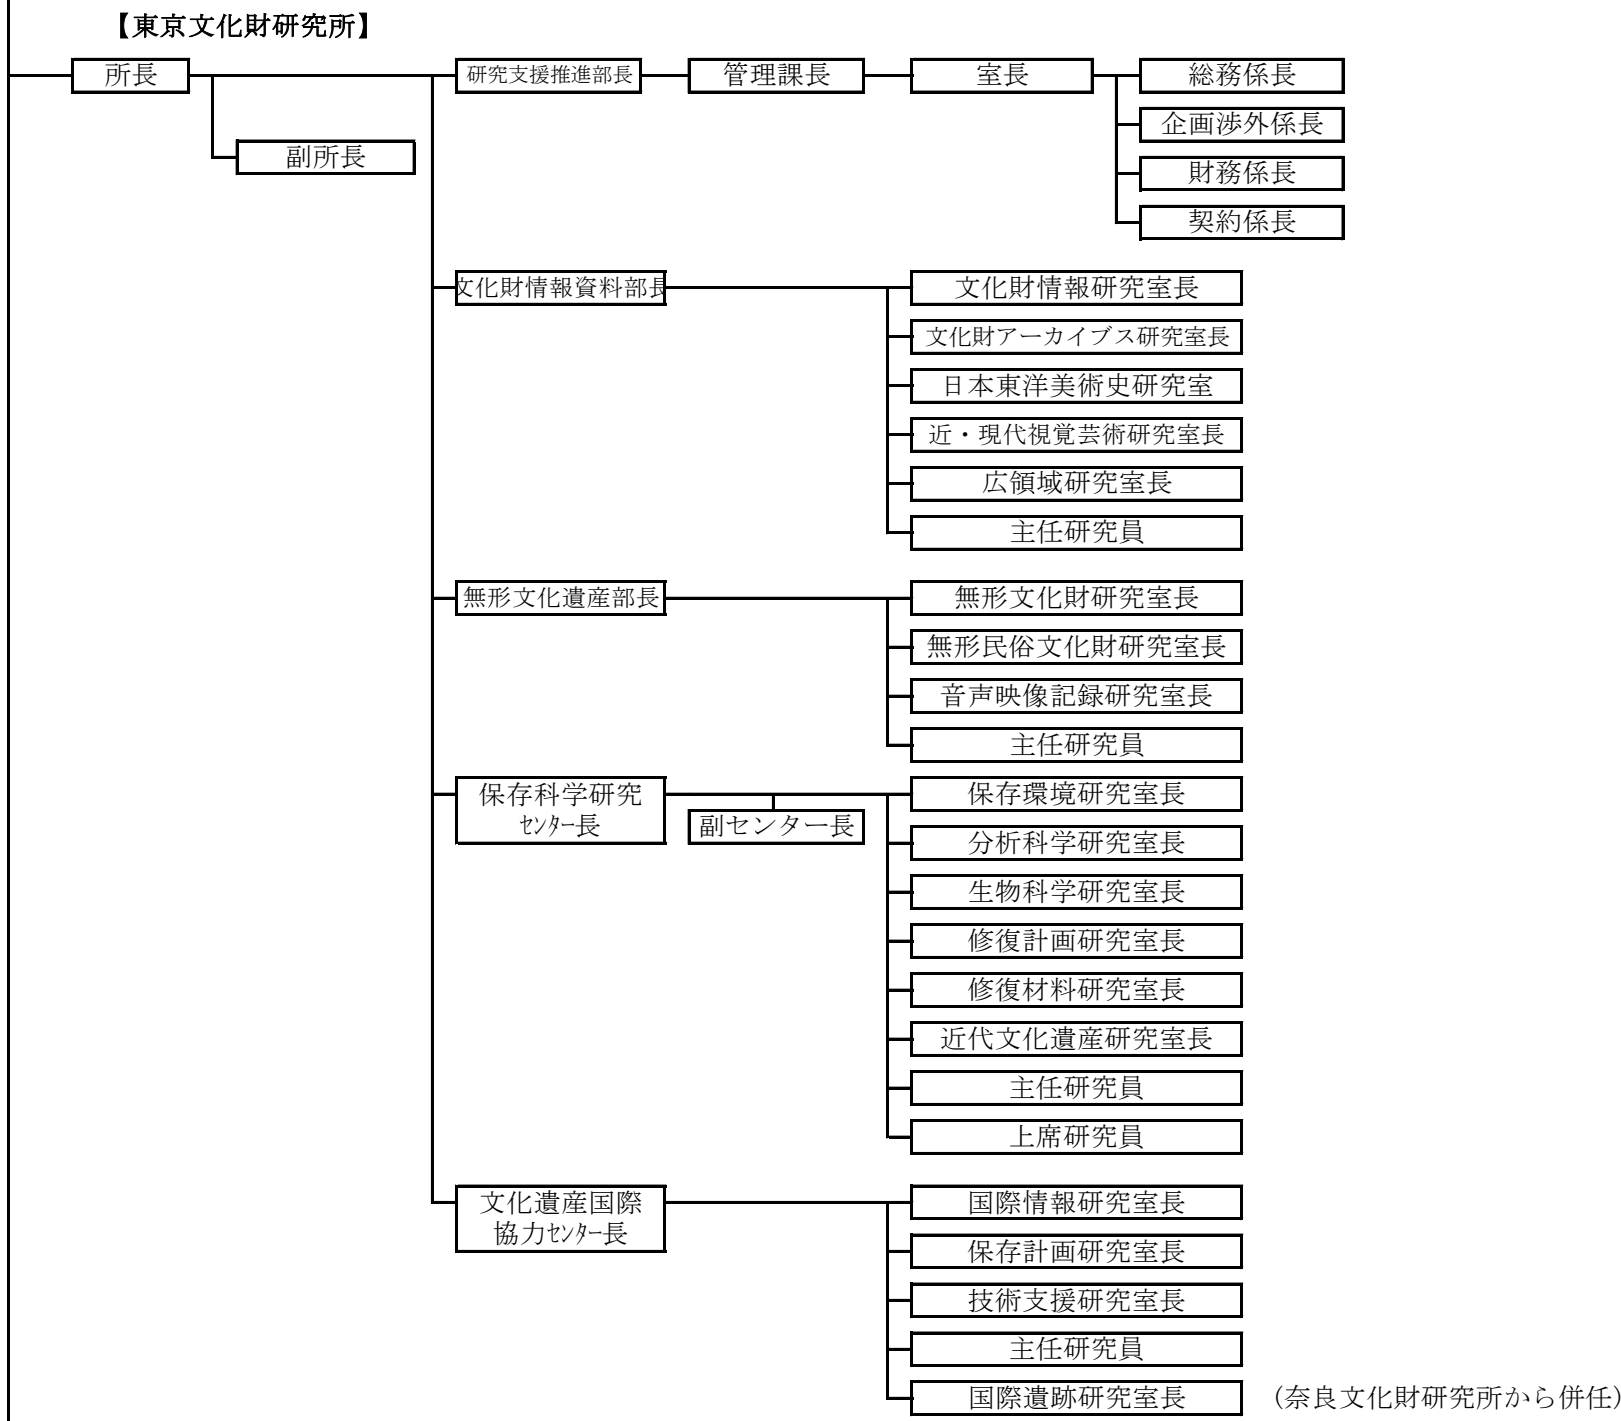 【東京文化財研究所】
所長
研究支援推進部長
管理課長
室長
総務係長
企画渉外係長
副所長
財務係長
契約係長
文化財情報資料部長
文化財情報研究室長
文化財アーカイブス研究室長
日本東洋美術史研究室
近・現代視覚芸術研究室長
広領域研究室長
主任研究員
無形文化遺産部長
無形文化財研究室長
無形民俗文化財研究室長
音声映像記録研究室長
主任研究員
保存科学研究
センター長
副センター長
保存環境研究室長
分析科学研究室長
生物科学研究室長
修復計画研究室長
修復材料研究室長
近代文化遺産研究室長
主任研究員
上席研究員
文化遺産国際
協力センター長
国際情報研究室長
保存計画研究室長
技術支援研究室長
主任研究員
国際遺跡研究室長
(奈良文化財研究所から併任)